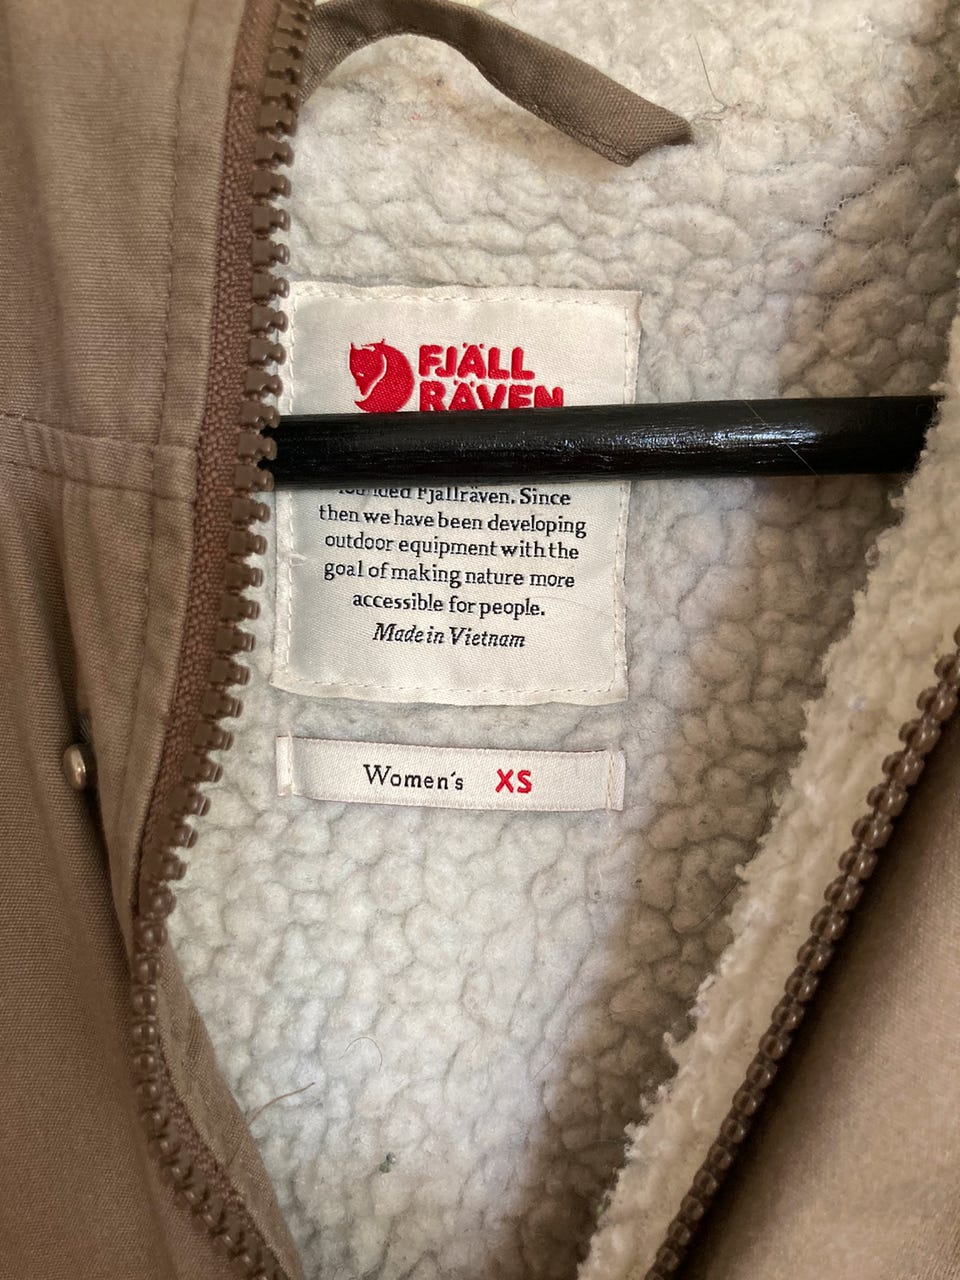 FJÄLL
RÄVEN
Fjällräven. Since
then we have been developing
outdoor equipment with the
goal of making nature more
accessible for people.
Made in Vietnam
Women's XS